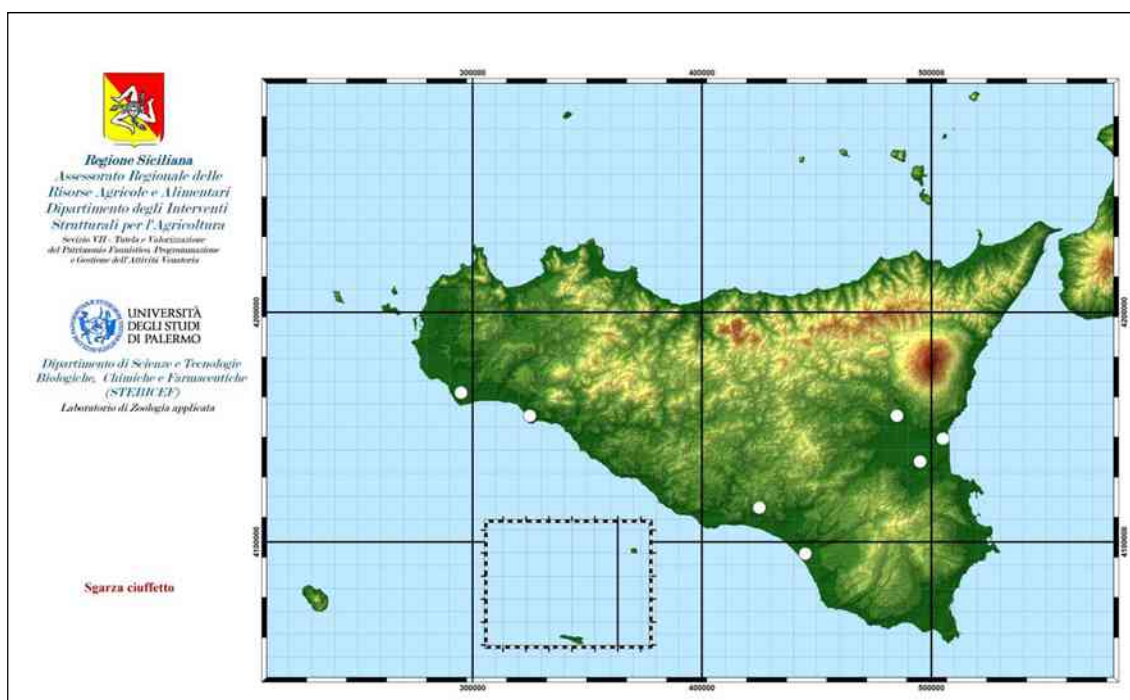 Regione Siciliana
Assessorato Regionale delle
Risorse Agricole e Alimentari
Dipartimento degli Interventi
Strutturali per l'Agricoltura
Servizio VII - Tutela e Valorizzazione
del Patrimonio Faunistico, Programmazione
e Gestione dell'Attività Venatoria
UNIVERSITÀ
DEGLI STUDI
DI PALERMO
Dipartimento di Scienze e Tecnologie
Biologiche, Chimiche e Farmaceutiche
(STEBICEF)
Laboratorio di Zoologia applicata
Sgarza ciuffetto
300000
400000
500000
4200000
4200000
4100000
4100000
300000
400000
500000